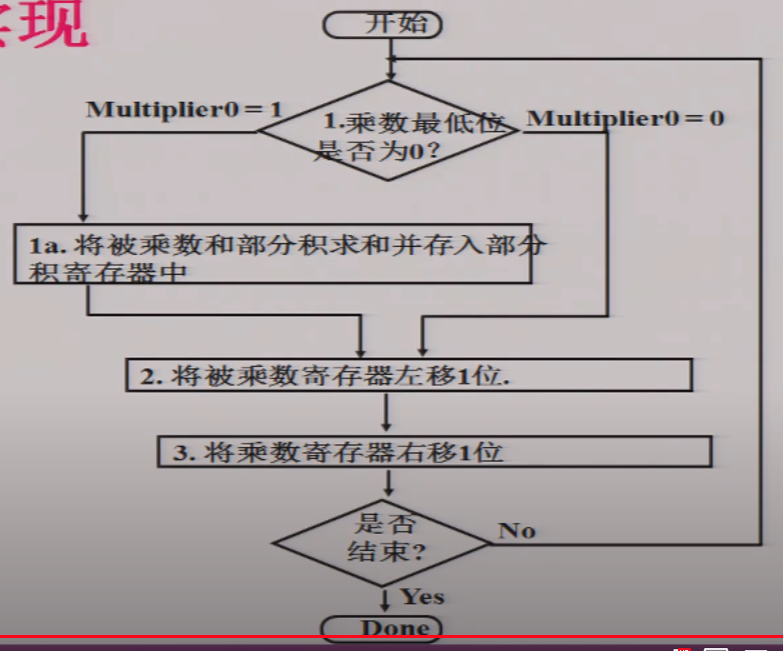 现
开始
Multiplier0 = 1
1.乘数最低位
是否为0?
Multiplier0 = 0
1a. 将被乘数和部分积求和并存入部分
积寄存器中
2. 将被乘数寄存器左移1位.
3. 将乘数寄存器右移1位
是否
结束?
No
Yes
Done